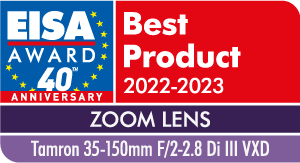 EISA
AWARD
40TH
ANNIVERSARY
Best
Product
2022-2023
ZOOM LENS
Tamron 35-150mm F/2-2.8 Di III VXD